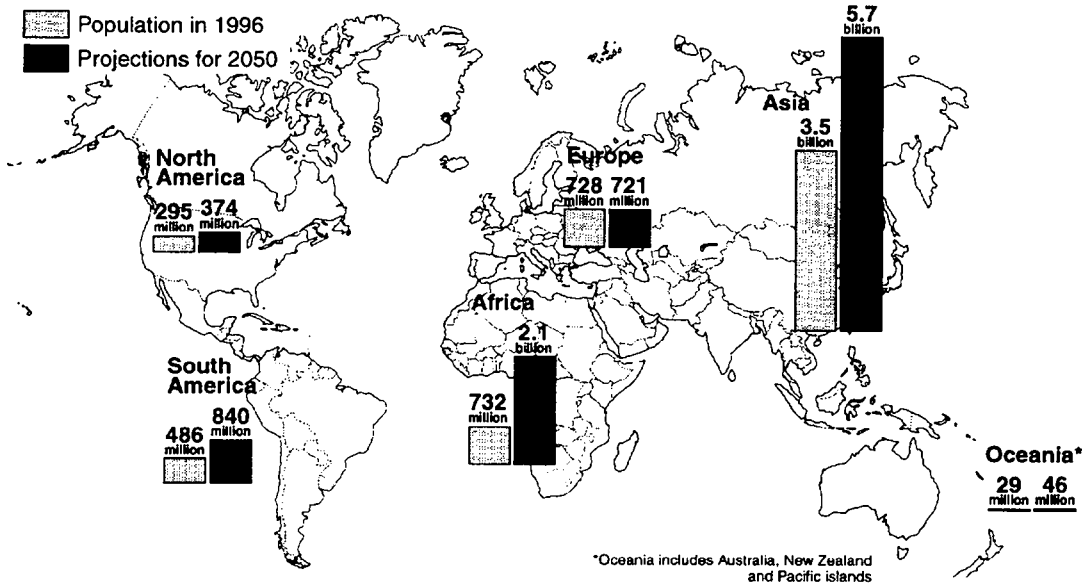 Population in 1996
Projections for 2050
North
America
295
million
374
million
South
America
486
million
840
million
Europe
728
million
721
million
Africa
732
million
2.1
billion
Asia
3.5
billion
5.7
billion
Oceania*
29
million
46
million
*Oceania includes Australia, New Zealand
and Pacific islands